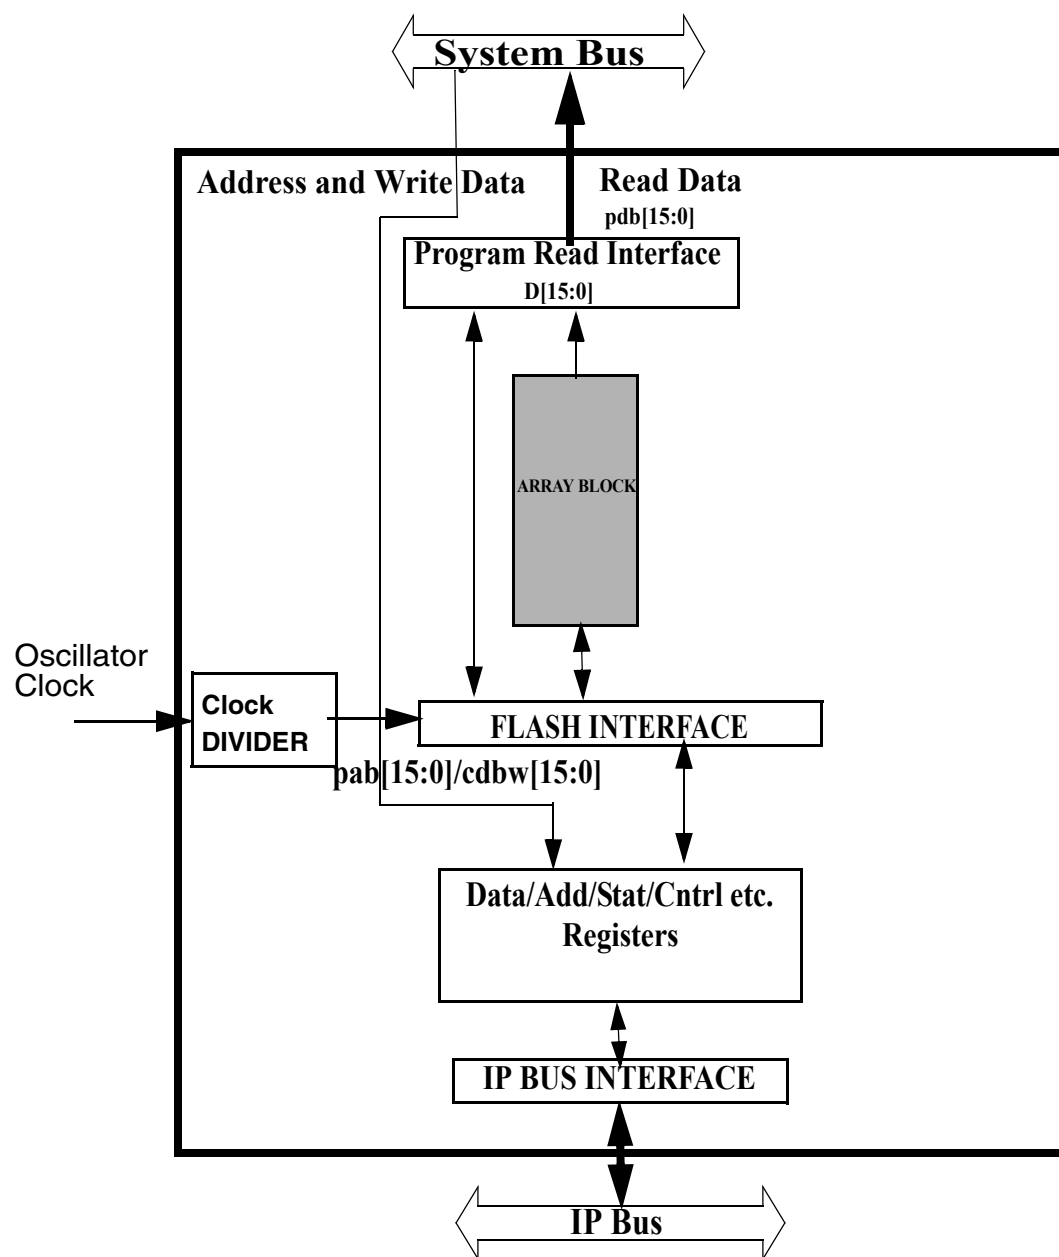 System Bus
Address and Write Data
Read Data
pdb[15:0]
Program Read Interface
D[15:0]
ARRAY BLOCK
Oscillator
Clock
Clock
DIVIDER
FLASH INTERFACE
pab[15:0]/cdbw[15:0]
Data/Add/Stat/Cntrl etc.
Registers
IP BUS INTERFACE
IP Bus